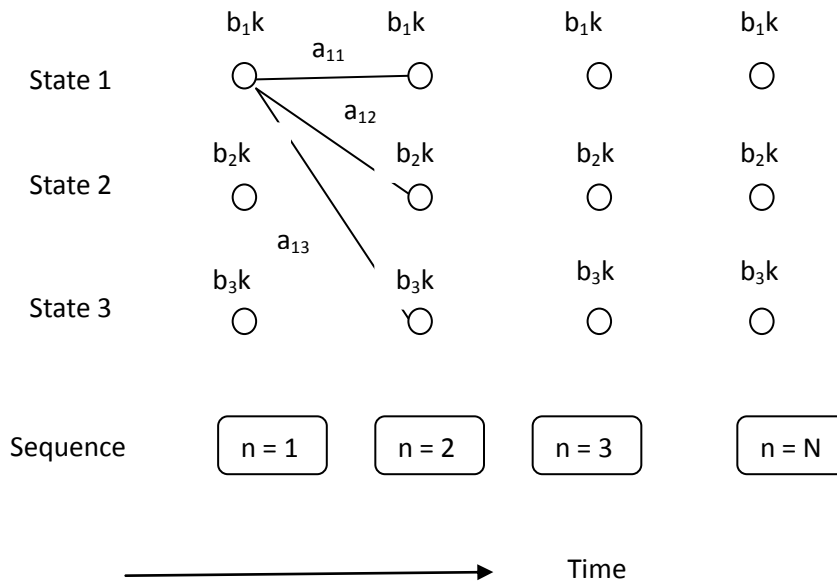 b₁k b₁k b₁k b₁k
a₁₁
State 1
a₁₂
b₂k b₂k b₂k b₂k
State 2
a₁₃
b₃k b₃k b₃k b₃k
State 3
Sequence n = 1 n = 2 n = 3 n = N
Time